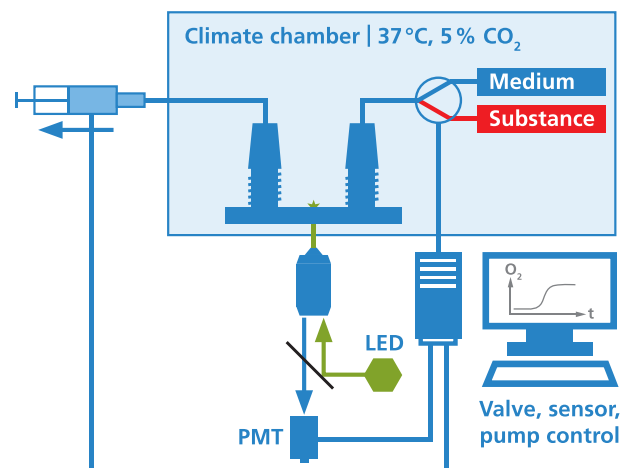 Climate chamber | 37 °C, 5 % CO₂
Medium
Substance
O₂
t
LED
PMT
Valve, sensor,
pump control